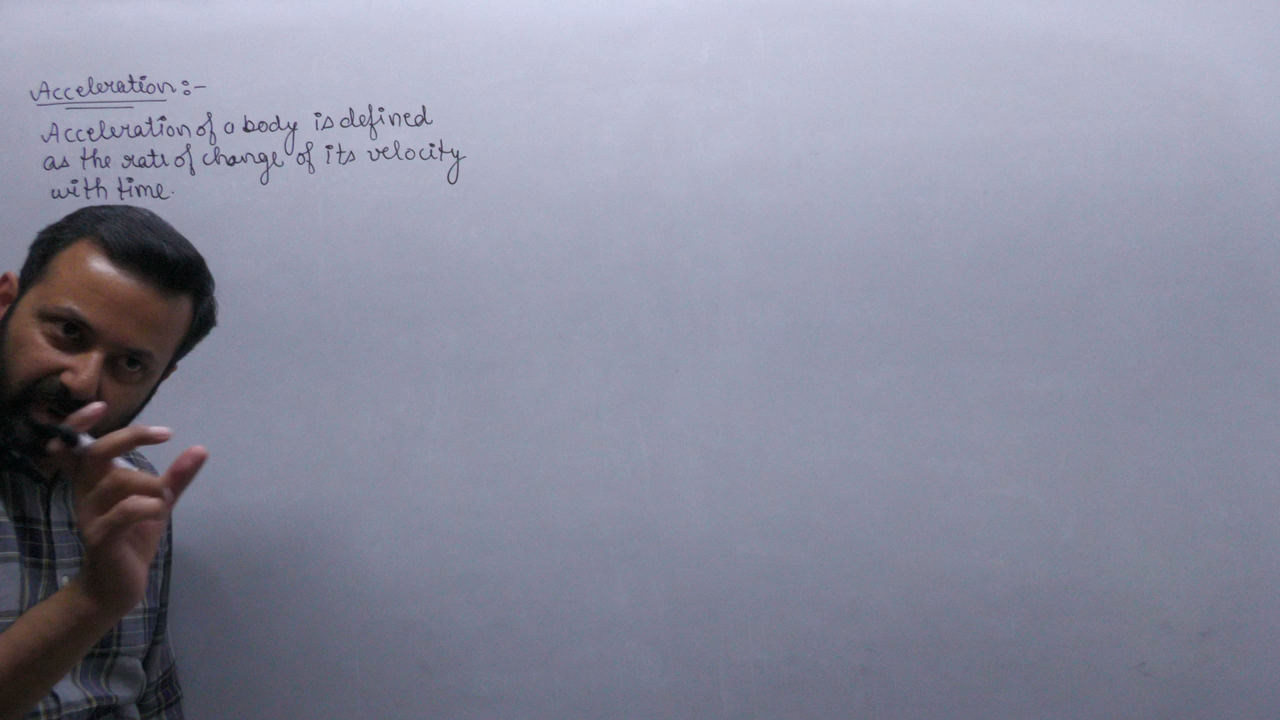 Acceleration :-
Acceleration of a body is defined
as the rate of change of its velocity
with time.